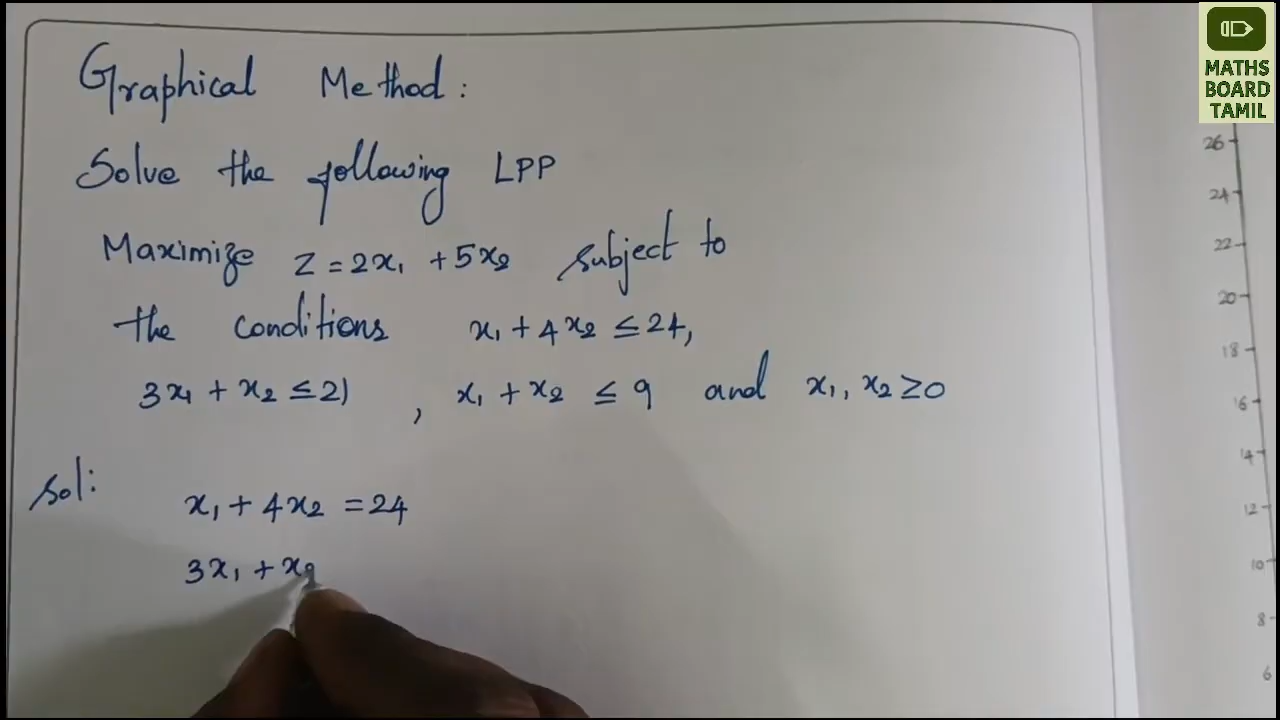 Graphical Method :
Solve the following LPP
Maximize Z = 2x₁ + 5x₂ subject to
the conditions x₁ + 4x₂ ≤ 24,
3x₁ + x₂ ≤ 21 , x₁ + x₂ ≤ 9 and x₁, x₂ ≥ 0
Sol:
x₁ + 4x₂ = 24
3x₁ + x₂
MATHS
BOARD
TAMIL
26
24
22
20
18
16
14
12
10
8
6